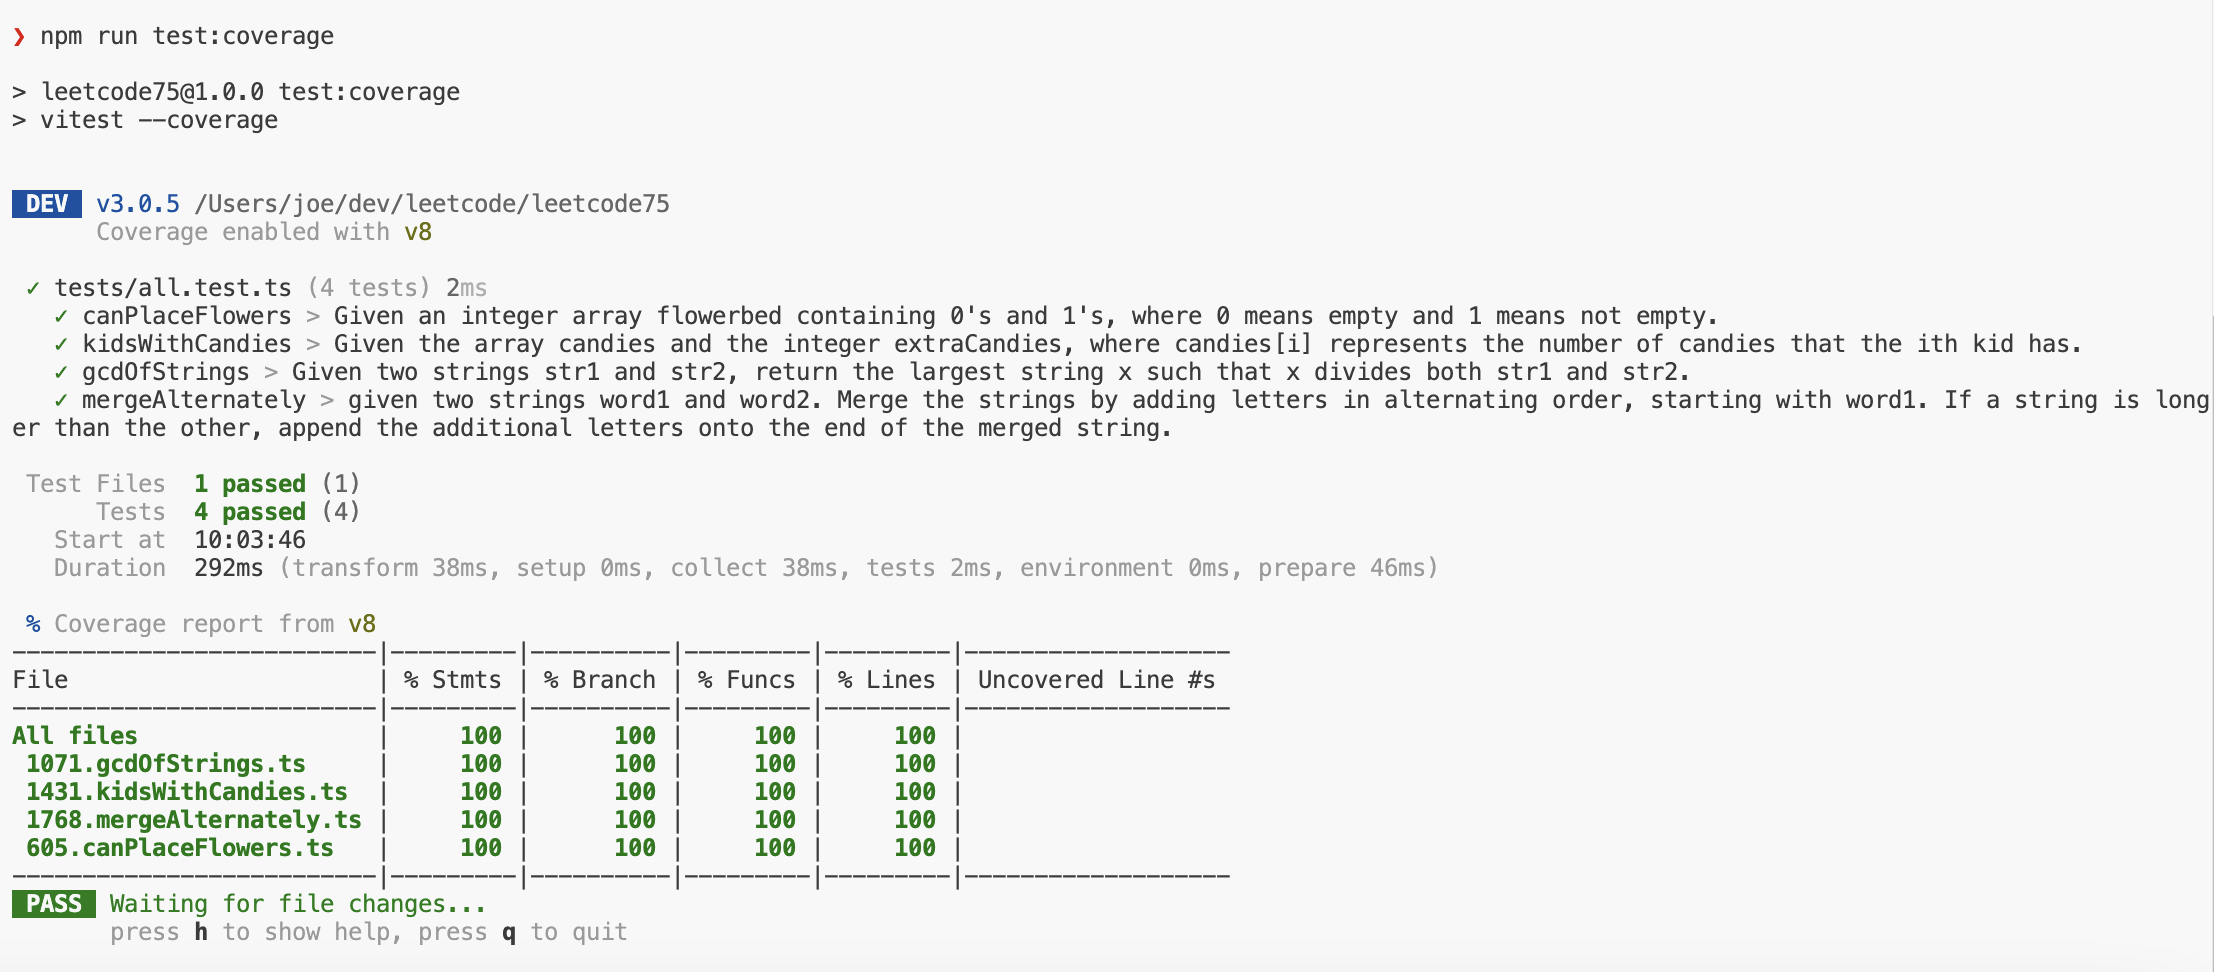 ❯ npm run test:coverage
> leetcode75@1.0.0 test:coverage
> vitest --coverage
DEV v3.0.5 /Users/joe/dev/leetcode/leetcode75
Coverage enabled with v8
✓ tests/all.test.ts (4 tests) 2ms
✓ canPlaceFlowers > Given an integer array flowerbed containing 0's and 1's, where 0 means empty and 1 means not empty.
✓ kidsWithCandies > Given the array candies and the integer extraCandies, where candies[i] represents the number of candies that the ith kid has.
✓ gcdOfStrings > Given two strings str1 and str2, return the largest string x such that x divides both str1 and str2.
✓ mergeAlternately > given two strings word1 and word2. Merge the strings by adding letters in alternating order, starting with word1. If a string is long
er than the other, append the additional letters onto the end of the merged string.
Test Files 1 passed (1)
Tests 4 passed (4)
Start at 10:03:46
Duration 292ms (transform 38ms, setup 0ms, collect 38ms, tests 2ms, environment 0ms, prepare 46ms)
% Coverage report from v8
--------------------------|---------|----------|---------|---------|-------------------
File | % Stmts | % Branch | % Funcs | % Lines | Uncovered Line #s
--------------------------|---------|----------|---------|---------|-------------------
All files | 100 | 100 | 100 | 100 |
1071.gcdOfStrings.ts | 100 | 100 | 100 | 100 |
1431.kidsWithCandies.ts | 100 | 100 | 100 | 100 |
1768.mergeAlternately.ts | 100 | 100 | 100 | 100 |
605.canPlaceFlowers.ts | 100 | 100 | 100 | 100 |
--------------------------|---------|----------|---------|---------|-------------------
PASS Waiting for file changes...
press h to show help, press q to quit